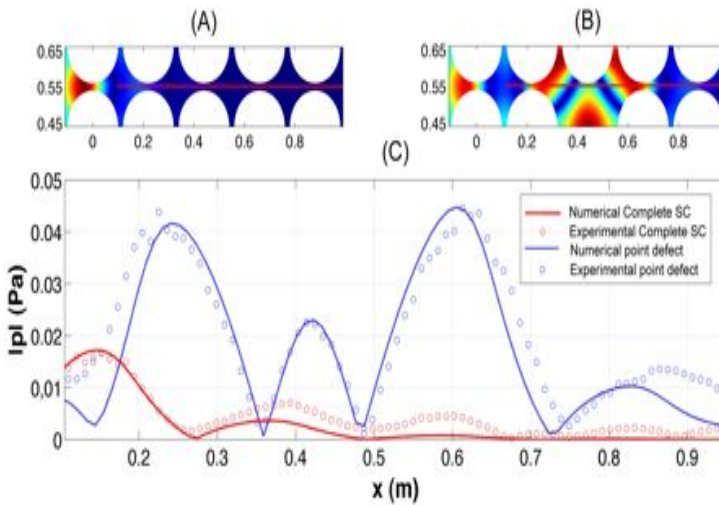 (A)
(B)
0.65
0.55
0.45
0 0.2 0.4 0.6 0.8
0.65
0.55
0.45
0 0.2 0.4 0.6 0.8
(C)
0.05
0.04
0.03
0.02
0,01
0
|p| (Pa)
Numerical Complete SC
Experimental Complete SC
Numerical point defect
Experimental point defect
0.2 0.3 0.4 0.5 0.6 0.7 0.8 0.9
x (m)